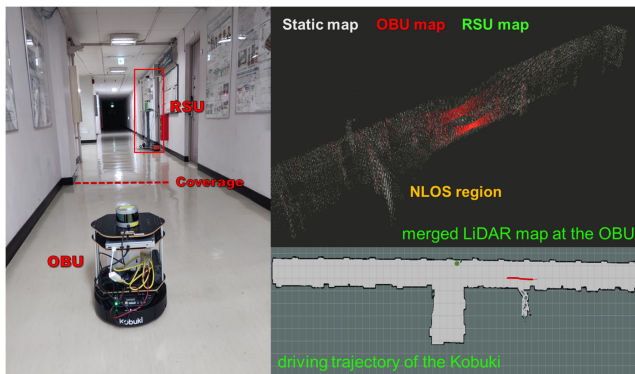 RSU
Coverage
OBU
Kobuki
Static map OBU map RSU map
NLOS region
merged LiDAR map at the OBU
driving trajectory of the Kobuki